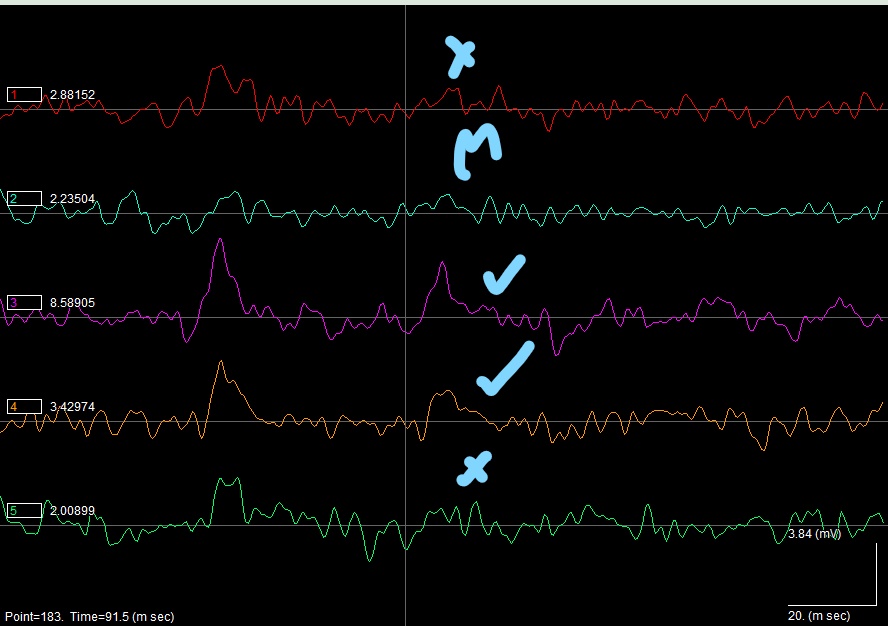 x
1 2.88152
M
2 2.23504
3 8.58905
✓
4 3.42974
✓
x
5 2.00899
3.84 (mV)
Point=183. Time=91.5 (m sec)
20. (m sec)